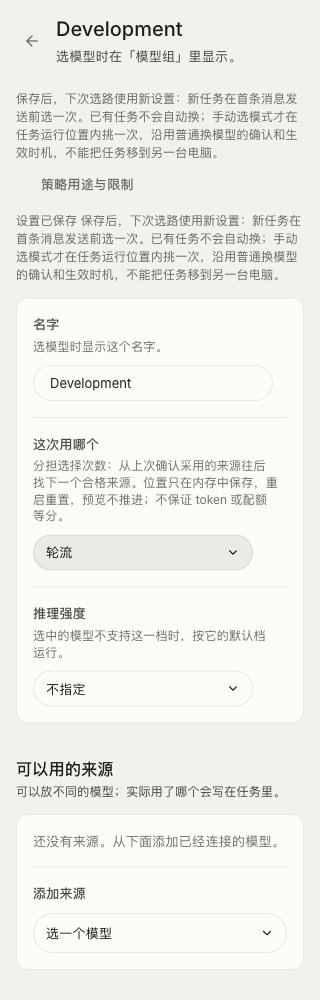 Development
选模型时在「模型组」里显示。
保存后，下次选路使用新设置：新任务在首条消息发
送前选一次。已有任务不会自动换；手动选模式才在
任务运行位置内挑一次，沿用普通换模型的确认和生
效时机，不能把任务移到另一台电脑。
策略用途与限制
设置已保存 保存后，下次选路使用新设置：新任务在
首条消息发送前选一次。已有任务不会自动换；手动
选模式才在任务运行位置内挑一次，沿用普通换模型
的确认和生效时机，不能把任务移到另一台电脑。
名字
选模型时显示这个名字。
Development
这次用哪个
分担选择次数：从上次确认采用的来源往后
找下一个合格来源。位置只在内存中保存，重
启重置，预览不推进；不保证 token 或配额
等分。
轮流
推理强度
选中的模型不支持这一档时，按它的默认档
运行。
不指定
可以用的来源
可以放不同的模型；实际用了哪个会写在任务里。
还没有来源。从下面添加已经连接的模型。
添加来源
选一个模型